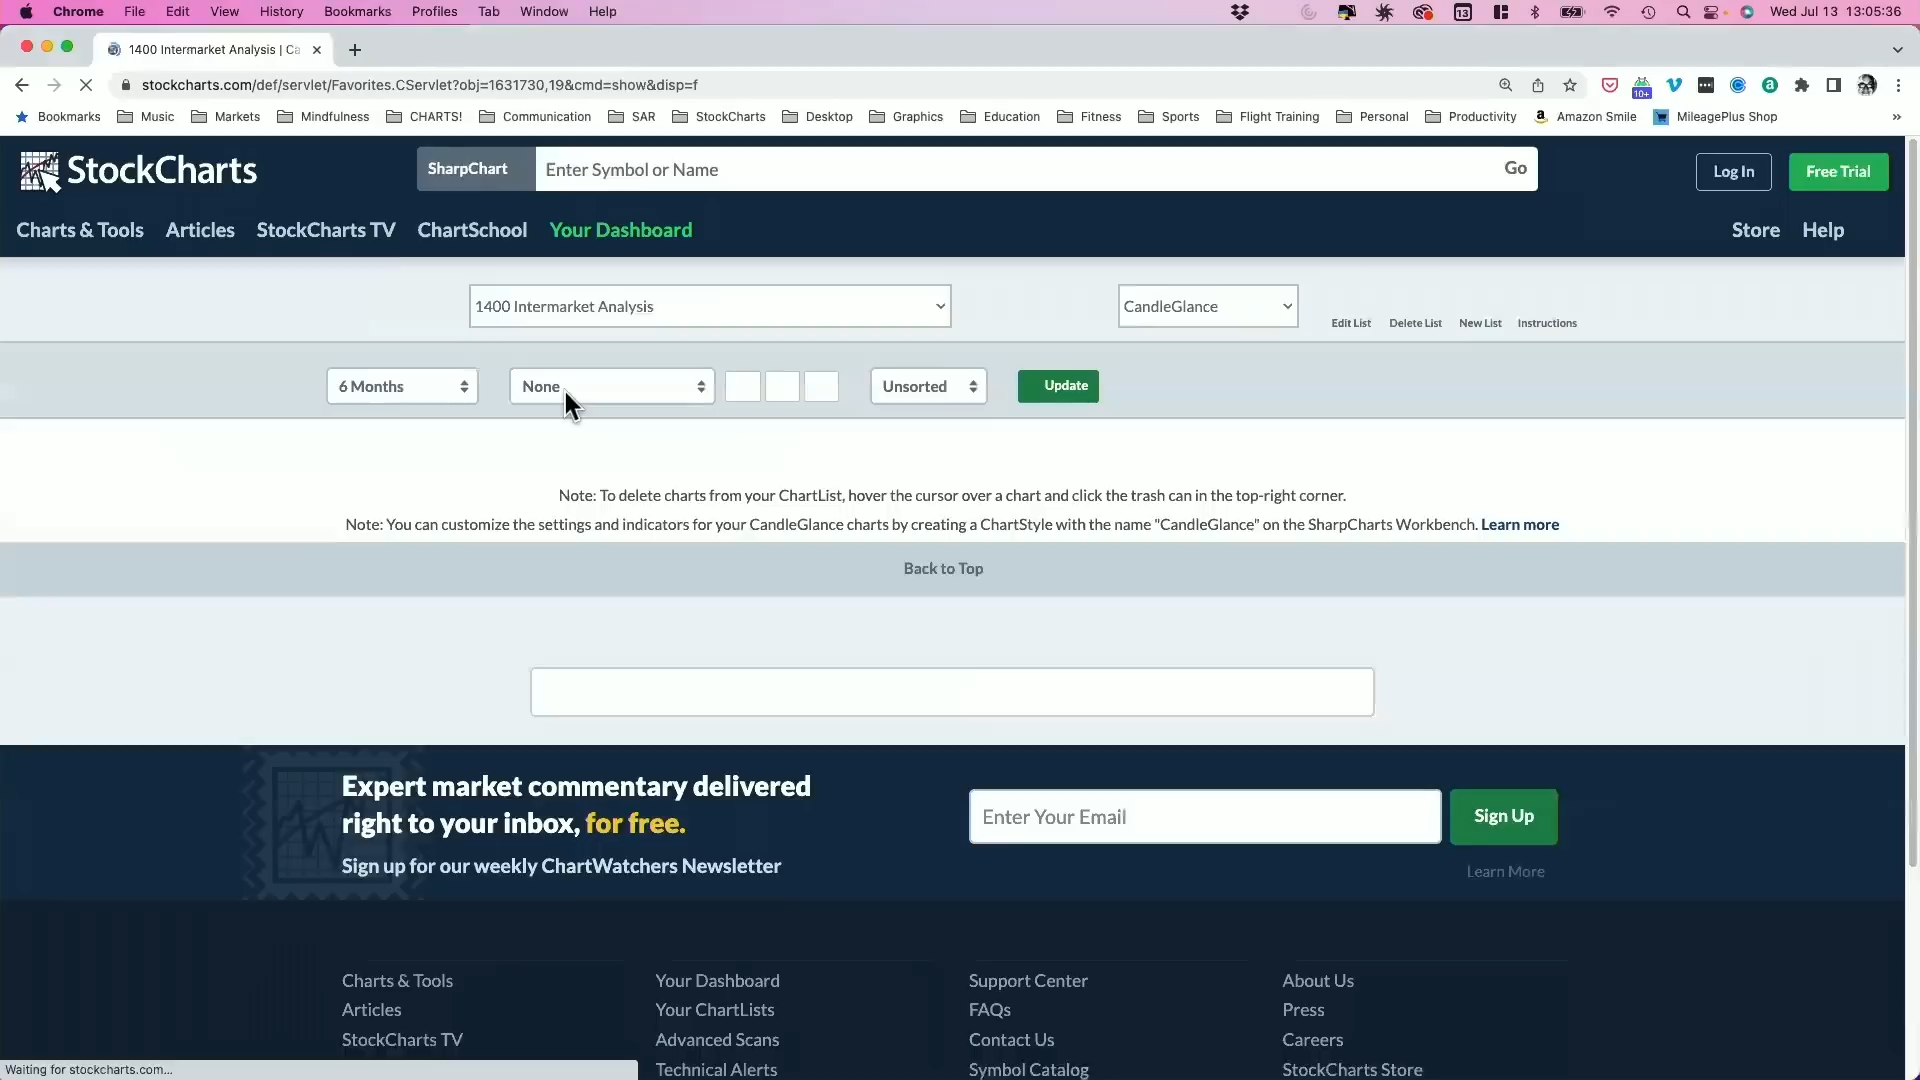 Chrome File Edit View History Bookmarks Profiles Tab Window Help 13 Wed Jul 13 13:05:36
1400 Intermarket Analysis | Ca
stockcharts.com/def/servlet/Favorites.CServlet?obj=1631730,19&cmd=show&disp=f 10+
Bookmarks Music Markets Mindfulness CHARTS! Communication SAR StockCharts Desktop Graphics Education Fitness Sports Flight Training Personal Productivity Amazon Smile MileagePlus Shop »
StockCharts SharpChart Enter Symbol or Name Go Log In Free Trial
Charts & Tools Articles StockCharts TV ChartSchool Your Dashboard Store Help
1400 Intermarket Analysis CandleGlance Edit List Delete List New List Instructions
6 Months None Unsorted Update
Note: To delete charts from your ChartList, hover the cursor over a chart and click the trash can in the top-right corner.
Note: You can customize the settings and indicators for your CandleGlance charts by creating a ChartStyle with the name "CandleGlance" on the SharpCharts Workbench. Learn more
Back to Top
Expert market commentary delivered
right to your inbox, for free.
Sign up for our weekly ChartWatchers Newsletter
Enter Your Email Sign Up
Learn More
Charts & Tools Your Dashboard Support Center About Us
Articles Your ChartLists FAQs Press
StockCharts TV Advanced Scans Contact Us Careers
Technical Alerts Symbol Catalog StockCharts Store
Waiting for stockcharts.com...